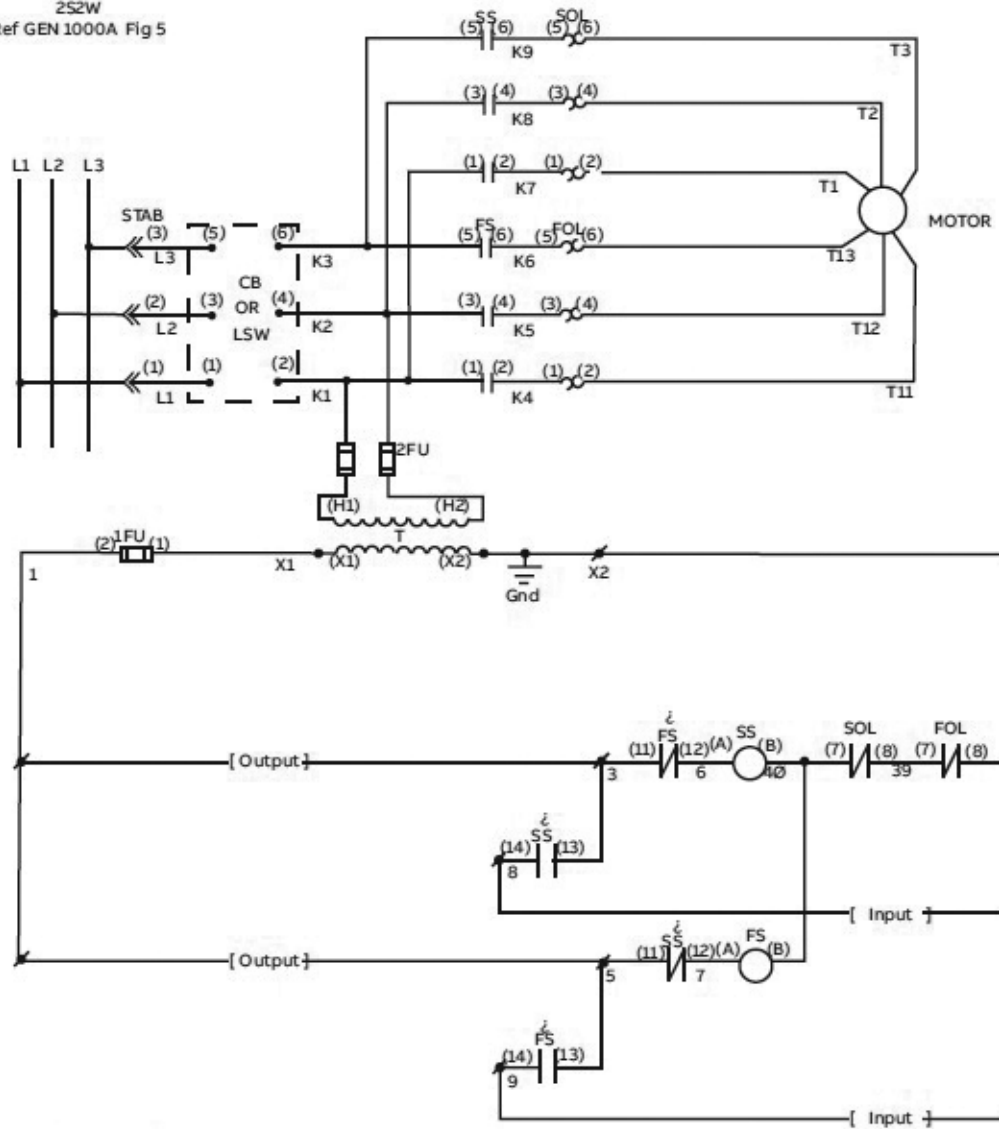 2S2W
Ref GEN 1000A Fig 5
SS SOL
(5) (6) (5) (6)
K9 T3
(3) (4) (3) (4)
K8 T2
L1 L2 L3
(1) (2) (1) (2)
K7 T1
STAB
(3) (5) (6) FS FOL
(5) (6) (5) (6)
MOTOR
L3 K3 K6 T13
CB
OR
LSW
(2) (3) (4) (3) (4) (3) (4)
L2 K2 K5 T12
(1) (1) (2) (1) (2) (1) (2)
L1 K1 K4 T11
2FU
(H1) (H2)
T
(2) 1FU (1) X1 (X1) (X2) X2
1 Gnd
¿
[Output] 3 (11) FS (12) (A) SS (B) (7) SOL (8) (7) FOL (8)
6 4Ø 39
¿
SS
(14) (13)
8
[ Input ]
¿
[Output] 5 (11) SS (12) (A) FS (B)
7
¿
FS
(14) (13)
9
[ Input ]